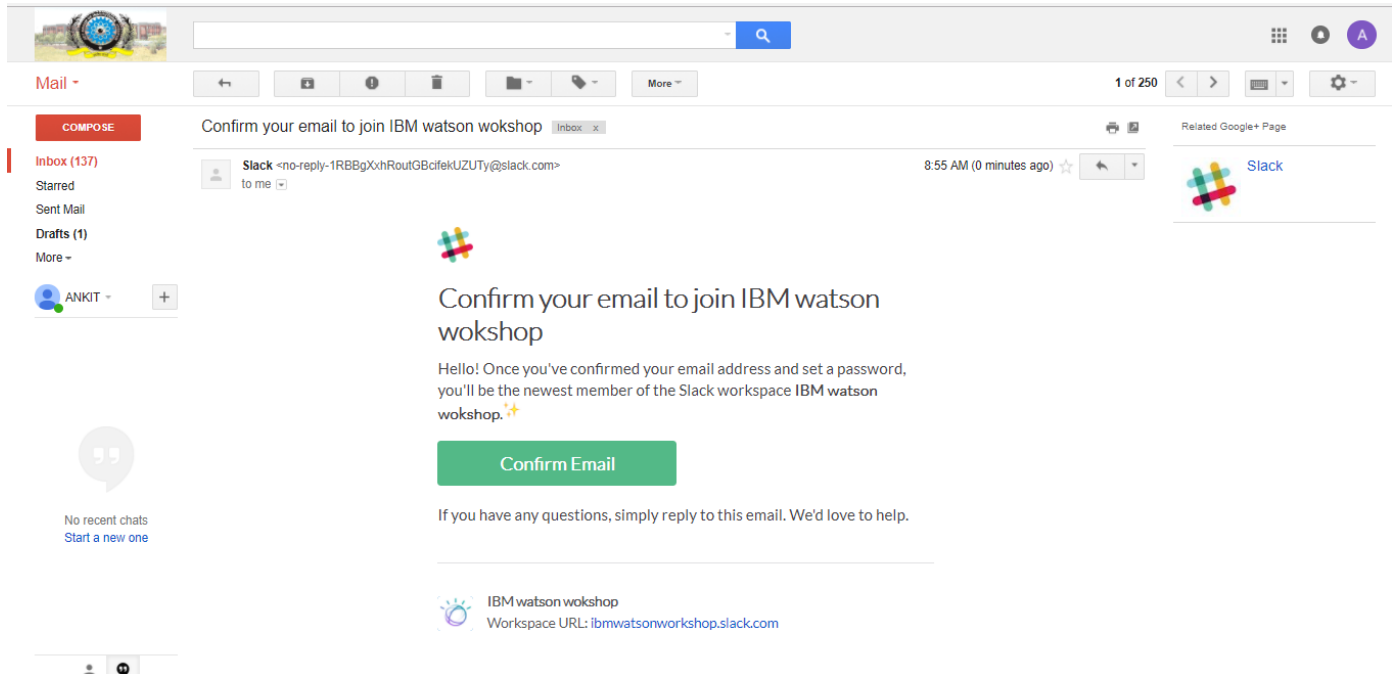 A
Mail
More
1 of 250
COMPOSE
Confirm your email to join IBM watson wokshop Inbox x
Related Google+ Page
Inbox (137)
Starred
Sent Mail
Drafts (1)
More
Slack <no-reply-1RBBgXxhRoutGBcifekUZUTy@slack.com>
to me
8:55 AM (0 minutes ago)
Slack
ANKIT
Confirm your email to join IBM watson
wokshop
Hello! Once you've confirmed your email address and set a password,
you'll be the newest member of the Slack workspace IBM watson
wokshop.
Confirm Email
If you have any questions, simply reply to this email. We'd love to help.
No recent chats
Start a new one
IBM watson wokshop
Workspace URL: ibmwatsonworkshop.slack.com